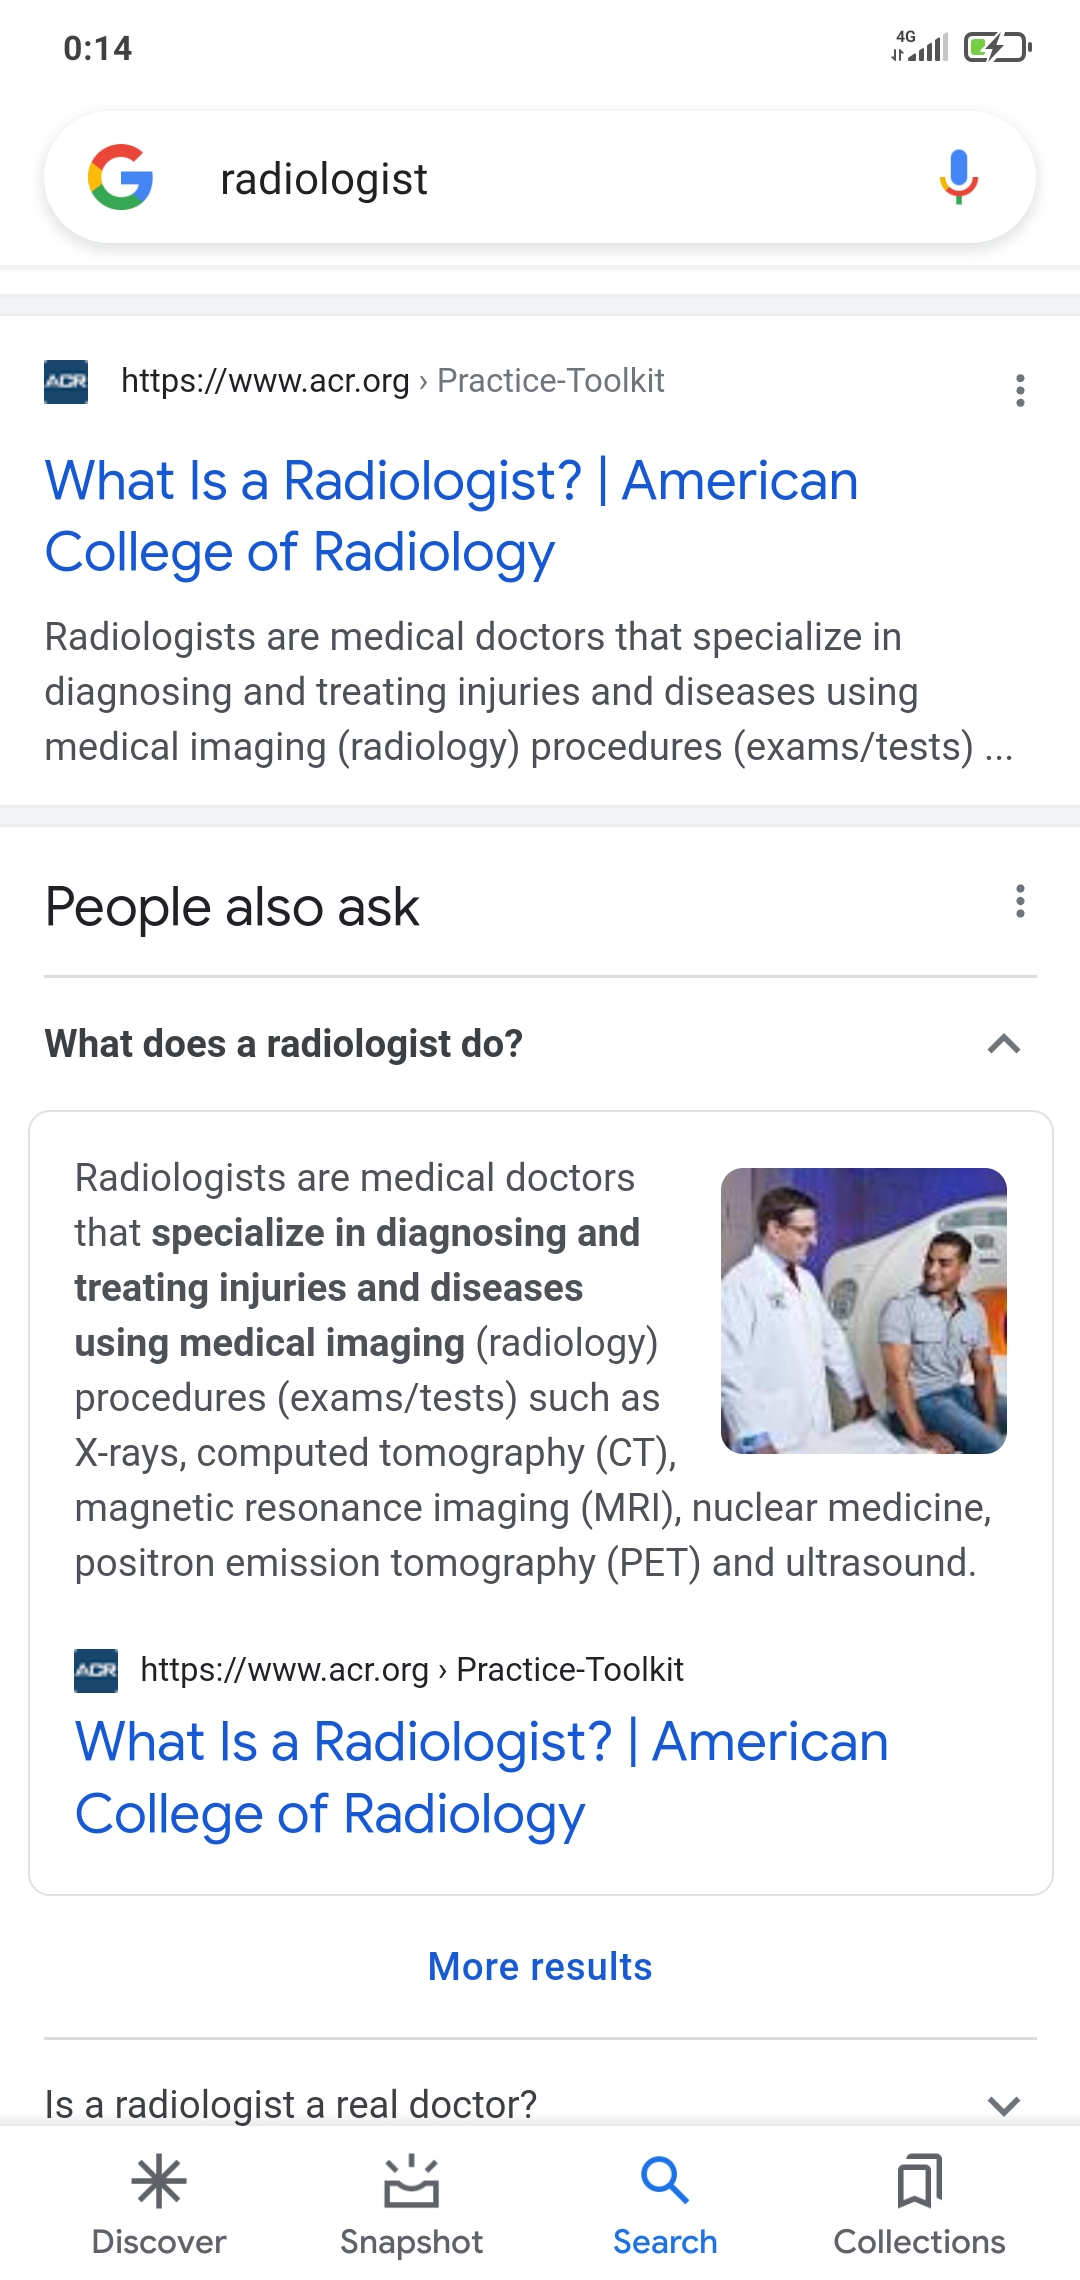 0:14
4G
radiologist
ACR
https://www.acr.org › Practice-Toolkit
What Is a Radiologist? | American
College of Radiology
Radiologists are medical doctors that specialize in
diagnosing and treating injuries and diseases using
medical imaging (radiology) procedures (exams/tests) ...
People also ask
What does a radiologist do?
Radiologists are medical doctors
that specialize in diagnosing and
treating injuries and diseases
using medical imaging (radiology)
procedures (exams/tests) such as
X-rays, computed tomography (CT),
magnetic resonance imaging (MRI), nuclear medicine,
positron emission tomography (PET) and ultrasound.
ACR
https://www.acr.org › Practice-Toolkit
What Is a Radiologist? | American
College of Radiology
More results
Is a radiologist a real doctor?
Discover
Snapshot
Search
Collections